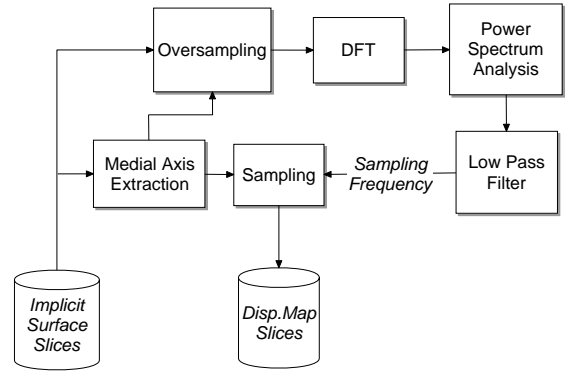 Oversampling
DFT
Power
Spectrum
Analysis
Medial Axis
Extraction
Sampling
Sampling
Frequency
Low Pass
Filter
Implicit
Surface
Slices
Disp.Map
Slices